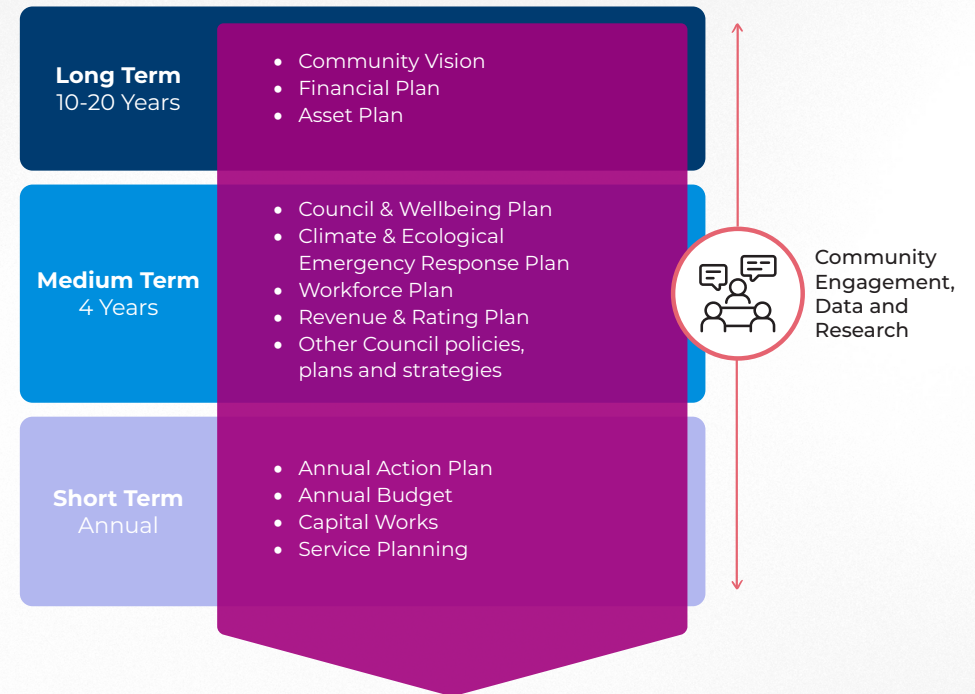 Long Term
10-20 Years
• Community Vision
• Financial Plan
• Asset Plan
Medium Term
4 Years
• Council & Wellbeing Plan
• Climate & Ecological
Emergency Response Plan
• Workforce Plan
• Revenue & Rating Plan
• Other Council policies,
plans and strategies
Short Term
Annual
• Annual Action Plan
• Annual Budget
• Capital Works
• Service Planning
Community
Engagement,
Data and
Research